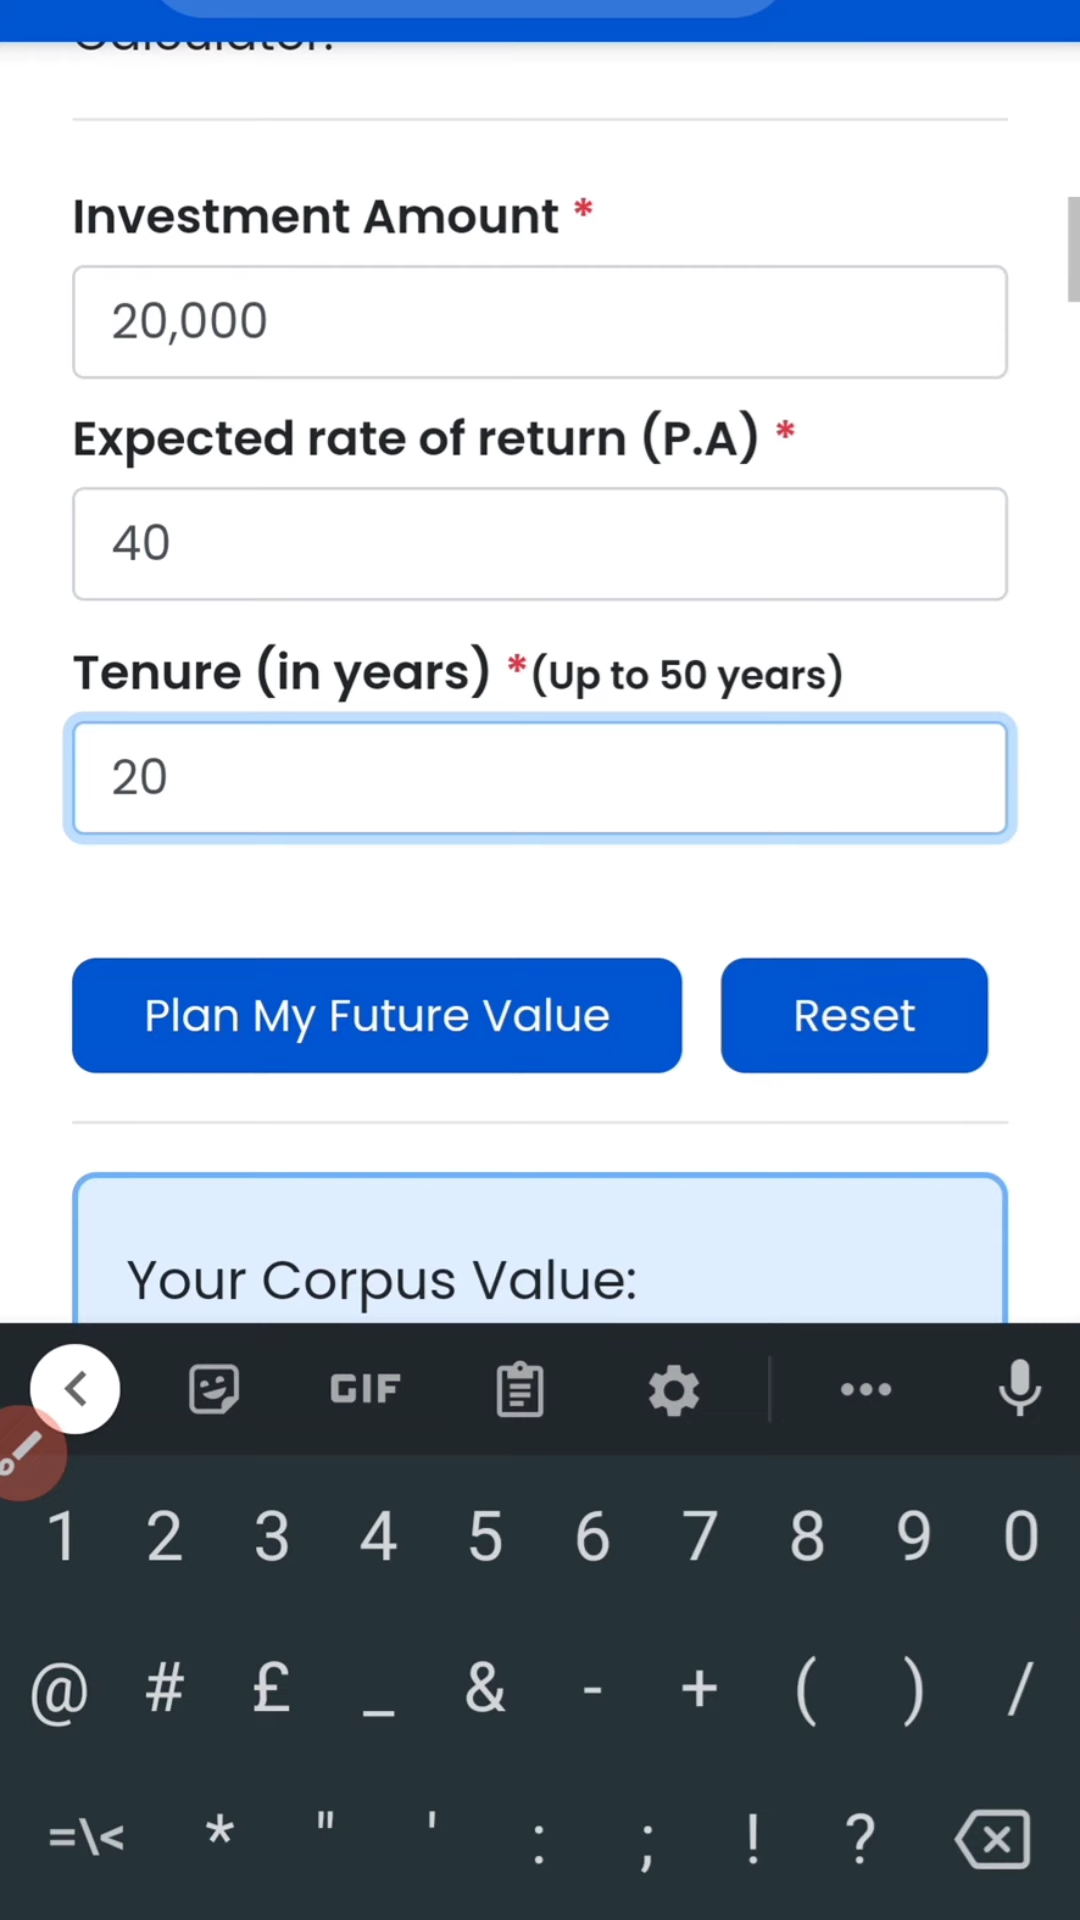 Calculator.
Investment Amount *
20,000
Expected rate of return (P.A) *
40
Tenure (in years) *(Up to 50 years)
20
Plan My Future Value
Reset
Your Corpus Value:
GIF
1 2 3 4 5 6 7 8 9 0
@ # £ _ & - + ( ) /
=\< * " ' : ; ! ?